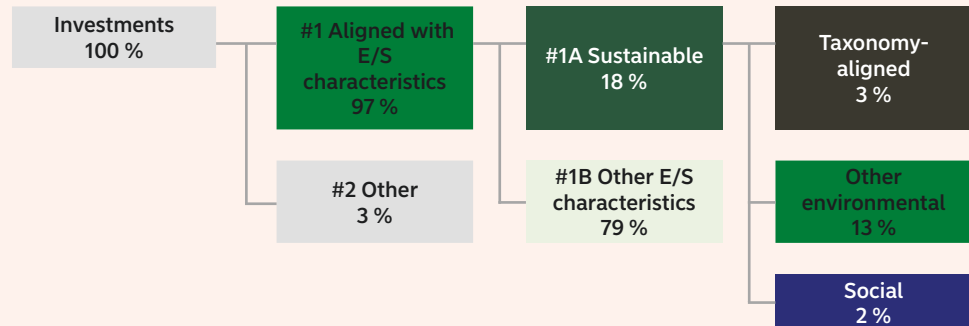 Investments
100 %
#1 Aligned with
E/S
characteristics
97 %
#1A Sustainable
18 %
Taxonomy-
aligned
3 %
#2 Other
3 %
#1B Other E/S
characteristics
79 %
Other
environmental
13 %
Social
2 %